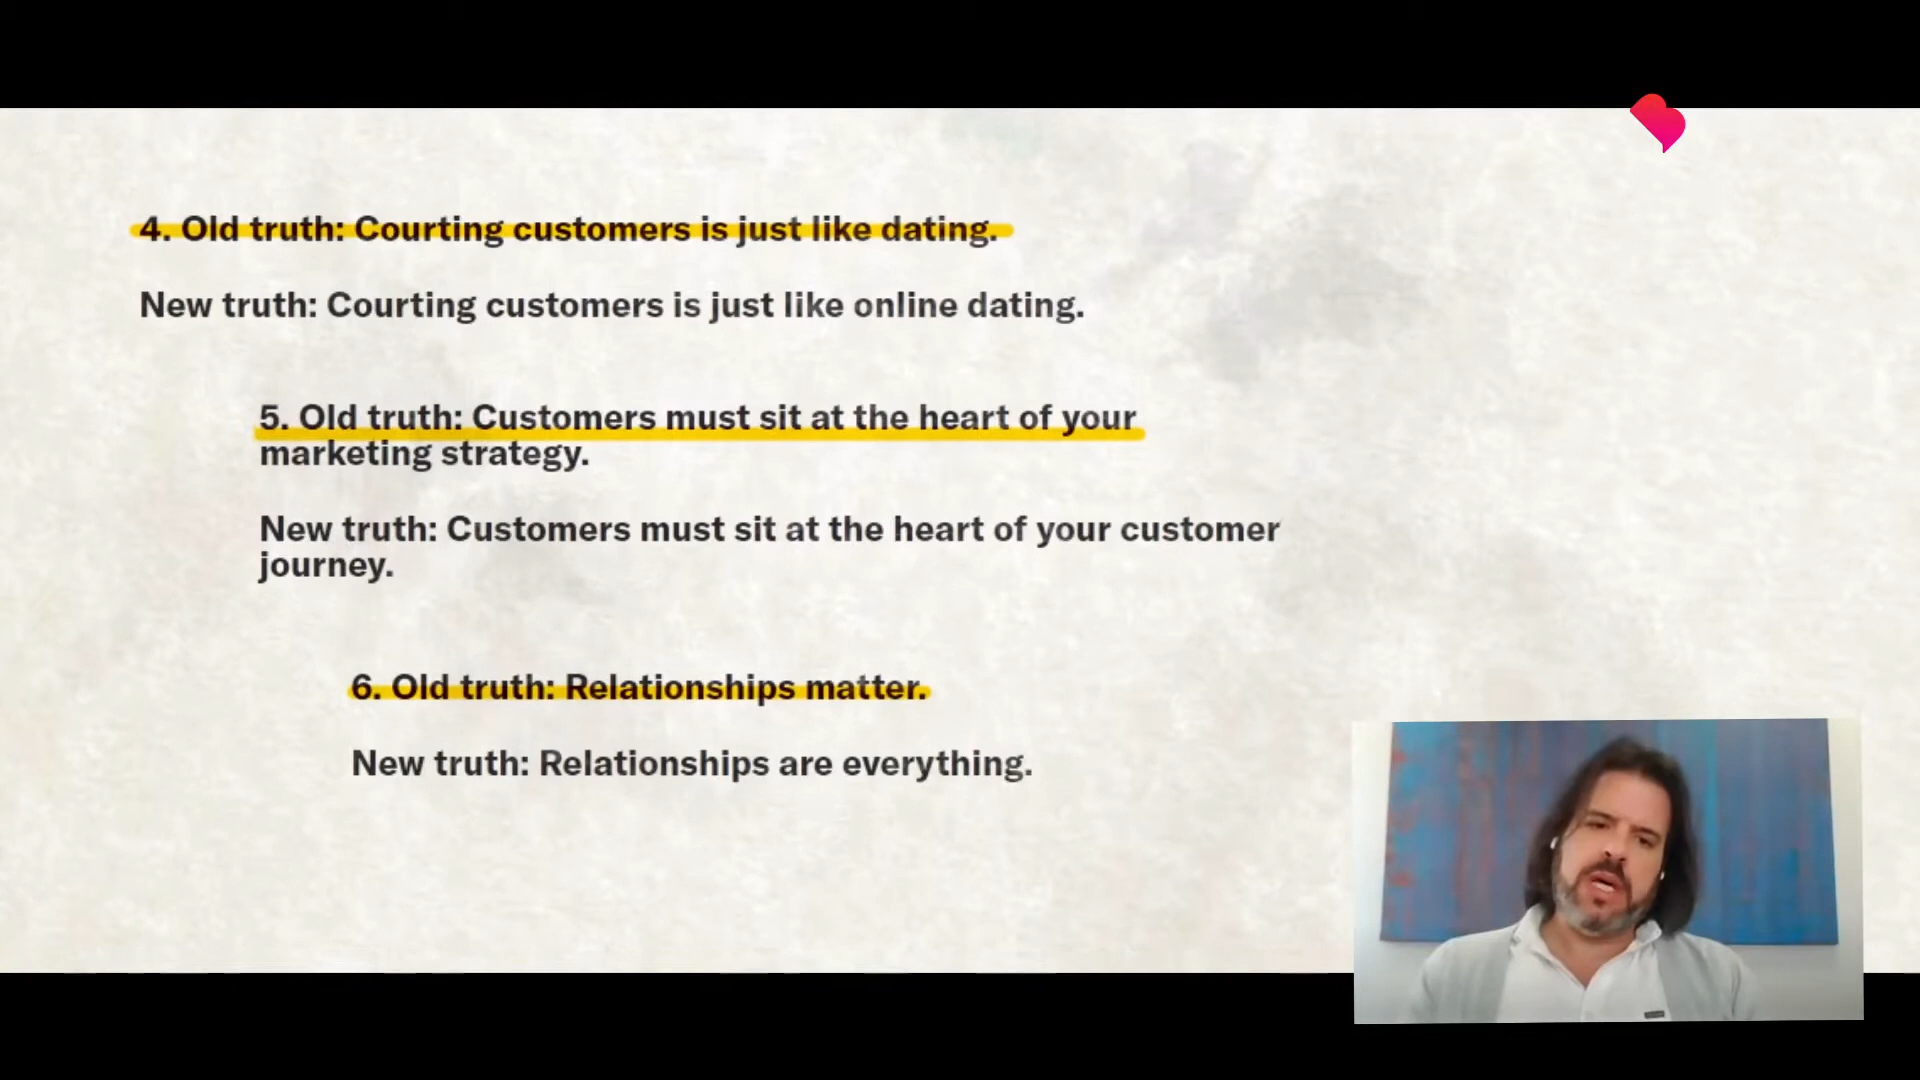 4. Old truth: Courting customers is just like dating.
New truth: Courting customers is just like online dating.
5. Old truth: Customers must sit at the heart of your
marketing strategy.
New truth: Customers must sit at the heart of your customer
journey.
6. Old truth: Relationships matter.
New truth: Relationships are everything.